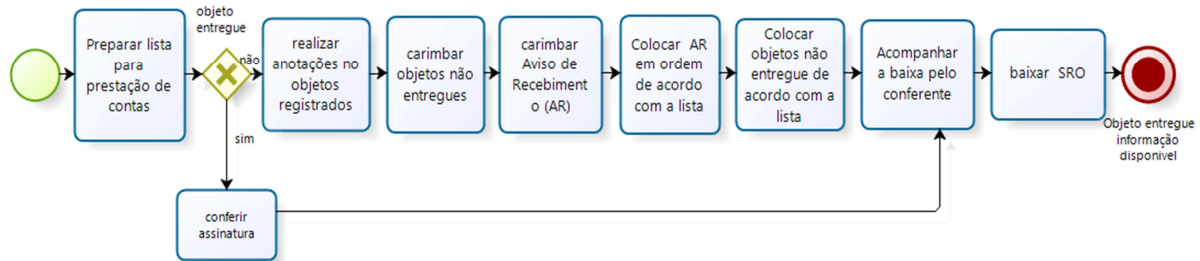 Preparar lista
para
prestação de
contas
objeto
entregue
não
sim
realizar
anotações no
objetos
registrados
carimbar
objetos não
entregues
carimbar
Aviso de
Recebiment
o (AR)
Colocar AR
em ordem
de acordo
com a lista
Colocar
objetos não
entregue de
acordo com a
lista
Acompanhar
a baixa pelo
conferente
baixar SRO
Objeto entregue
informação
disponivel
conferir
assinatura